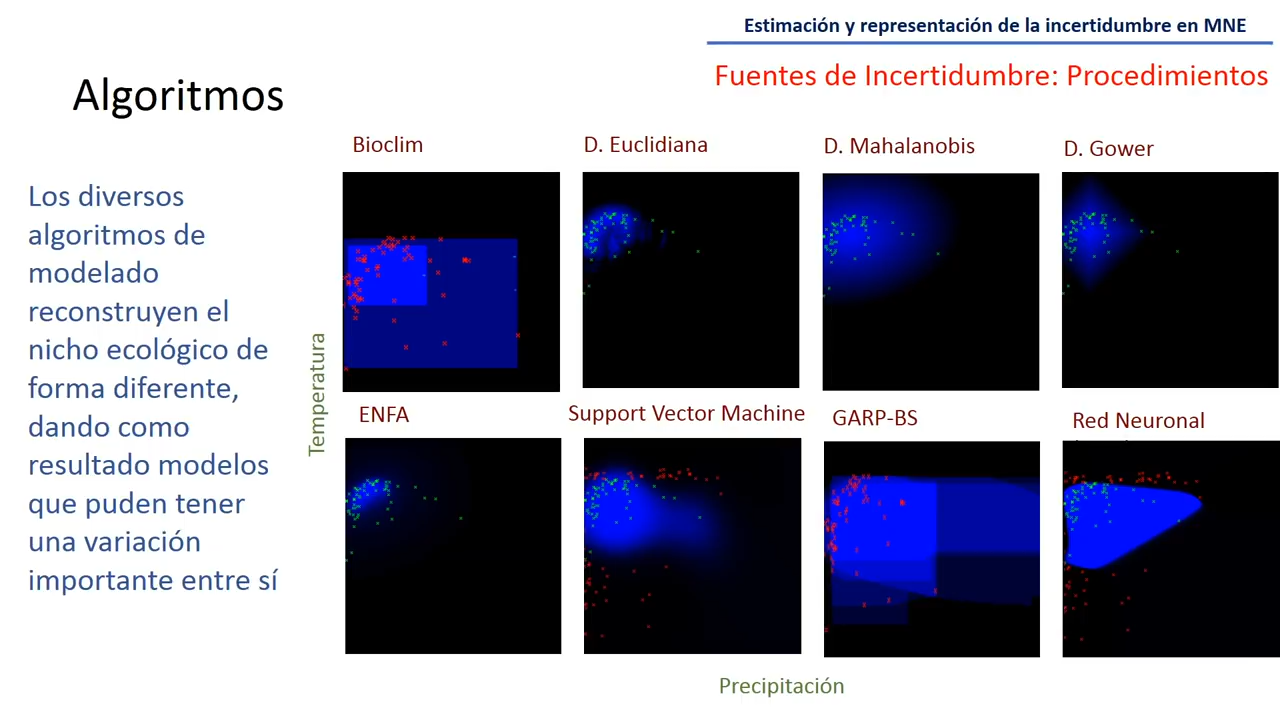 Estimación y representación de la incertidumbre en MNE
Fuentes de Incertidumbre: Procedimientos
Algoritmos
Los diversos
algoritmos de
modelado
reconstruyen el
nicho ecológico de
forma diferente,
dando como
resultado modelos
que puden tener
una variación
importante entre sí
Bioclim
D. Euclidiana
D. Mahalanobis
D. Gower
Temperatura
ENFA
Support Vector Machine
GARP-BS
Red Neuronal
Precipitación